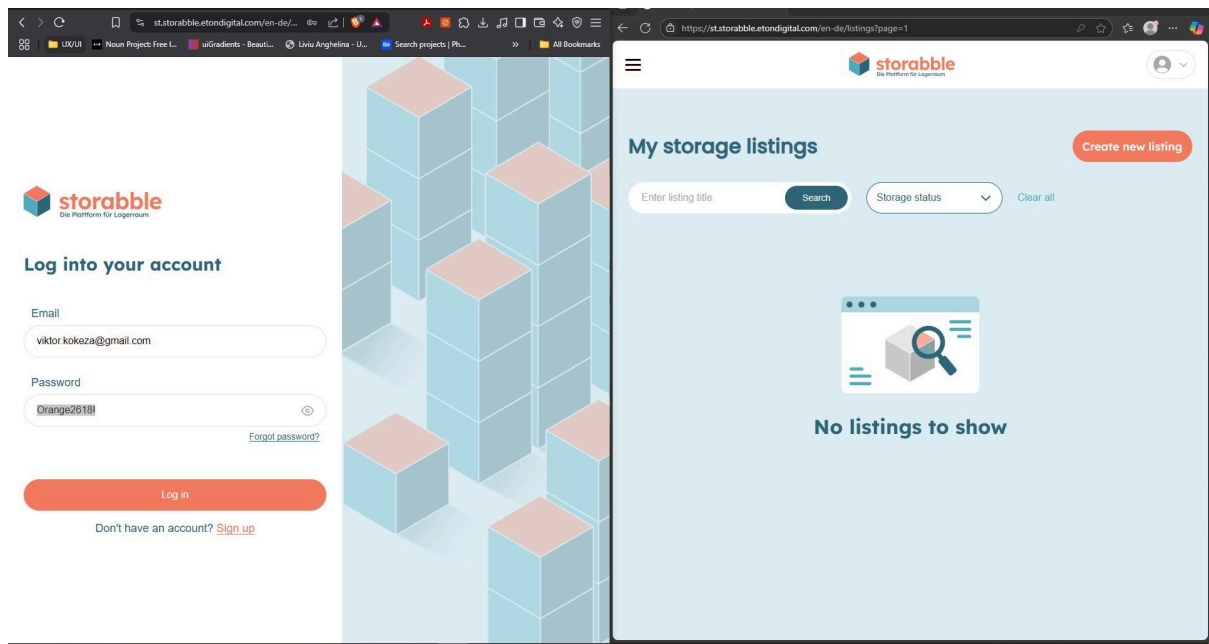 st.storabble.etondigital.com/en-de/...
UX/UI
Noun Project: Free I...
uiGradients - Beauti...
Liviu Anghelina - U...
Be
Search projects | Ph...
»
All Bookmarks
storabble
Die Plattform für Lagerraum
Log into your account
Email
viktor.kokeza@gmail.com
Password
Forgot password?
Log in
Don't have an account? Sign up
https://st.storabble.etondigital.com/en-de/listings?page=1
storabble
Die Plattform für Lagerraum
My storage listings
Create new listing
Enter listing title
Search
Storage status
Clear all
No listings to show